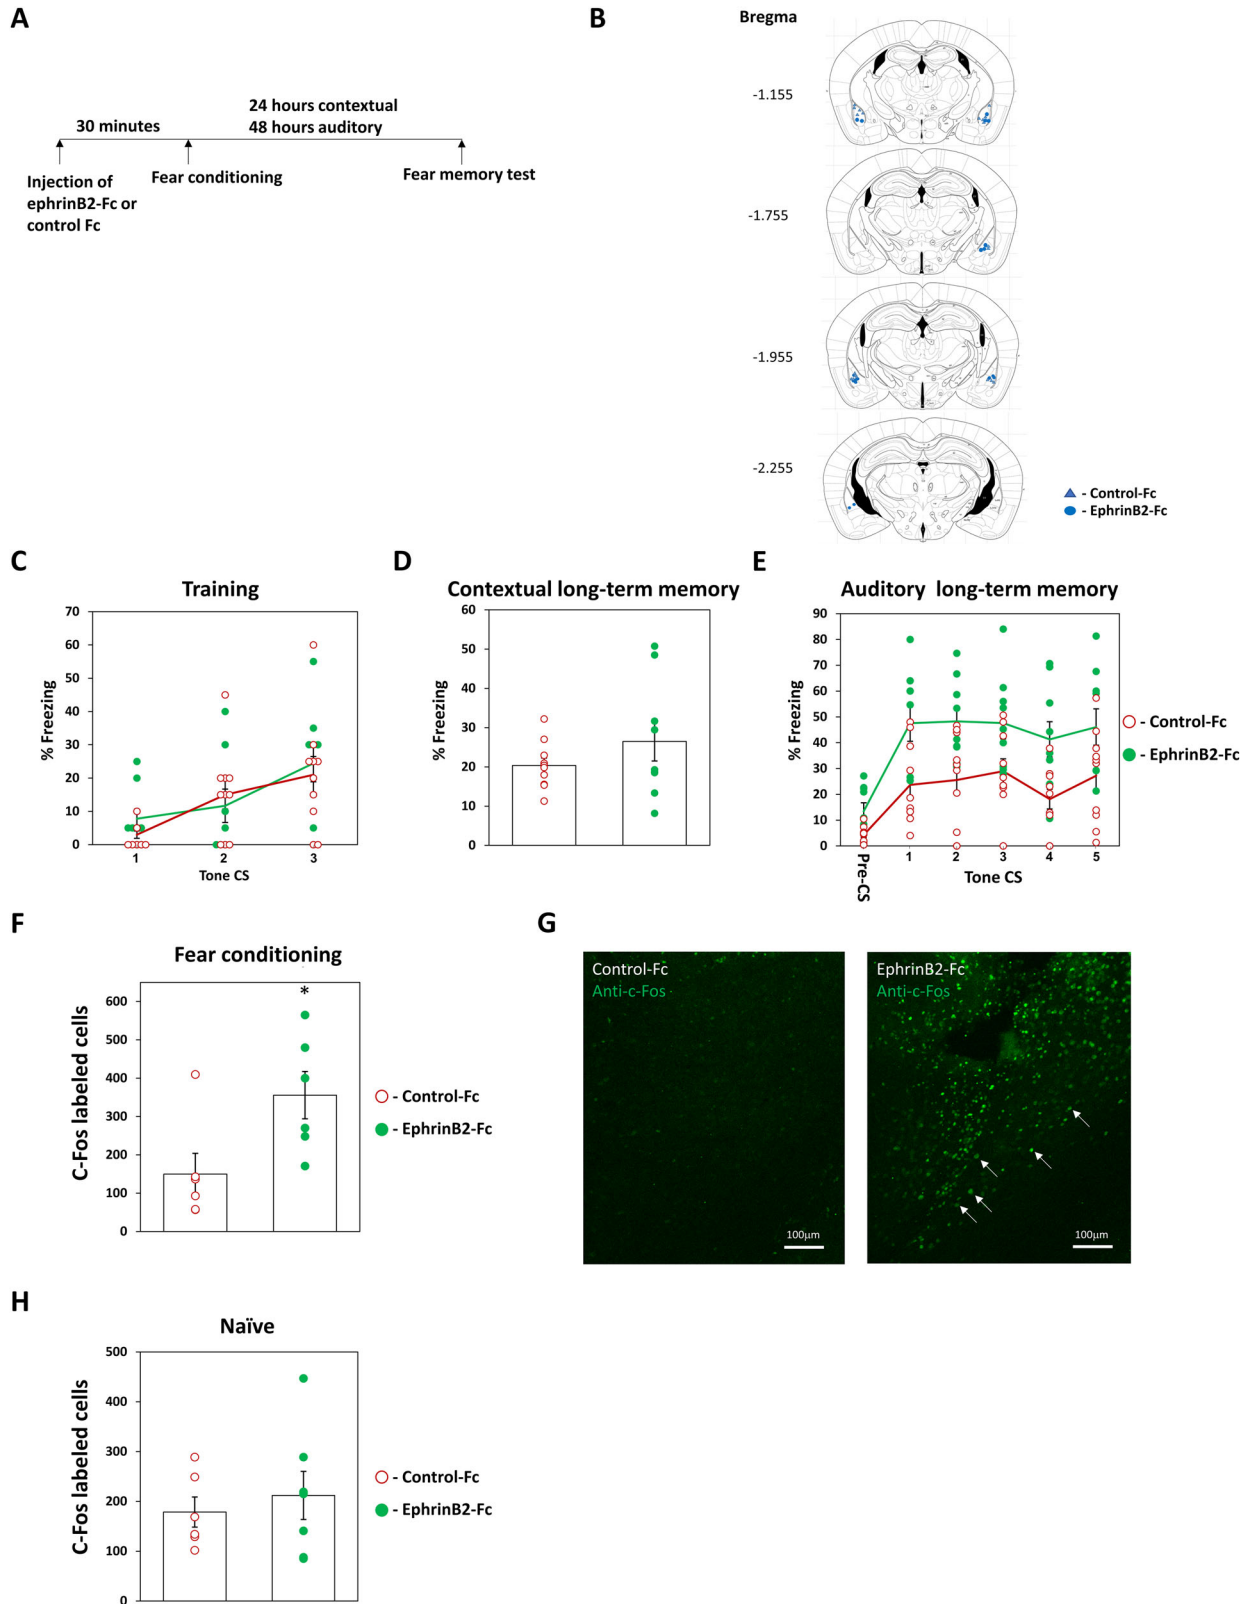 A
30 minutes
24 hours contextual
48 hours auditory
Injection of
ephrinB2-Fc or
control Fc
Fear conditioning
Fear memory test
B
Bregma
-1.155
-1.755
-1.955
-2.255
- Control-Fc
- EphrinB2-Fc
C
Training
% Freezing
70
60
50
40
30
20
10
0
1
2
3
Tone CS
D
Contextual long-term memory
% Freezing
60
50
40
30
20
10
0
E
Auditory long-term memory
% Freezing
90
80
70
60
50
40
30
20
10
0
Pre-CS
1
2
3
4
5
Tone CS
- Control-Fc
- EphrinB2-Fc
F
Fear conditioning
C-Fos labeled cells
600
500
400
300
200
100
0
*
- Control-Fc
- EphrinB2-Fc
G
Control-Fc
Anti-c-Fos
100μm
EphrinB2-Fc
Anti-c-Fos
100μm
H
Naïve
C-Fos labeled cells
500
400
300
200
100
0
- Control-Fc
- EphrinB2-Fc